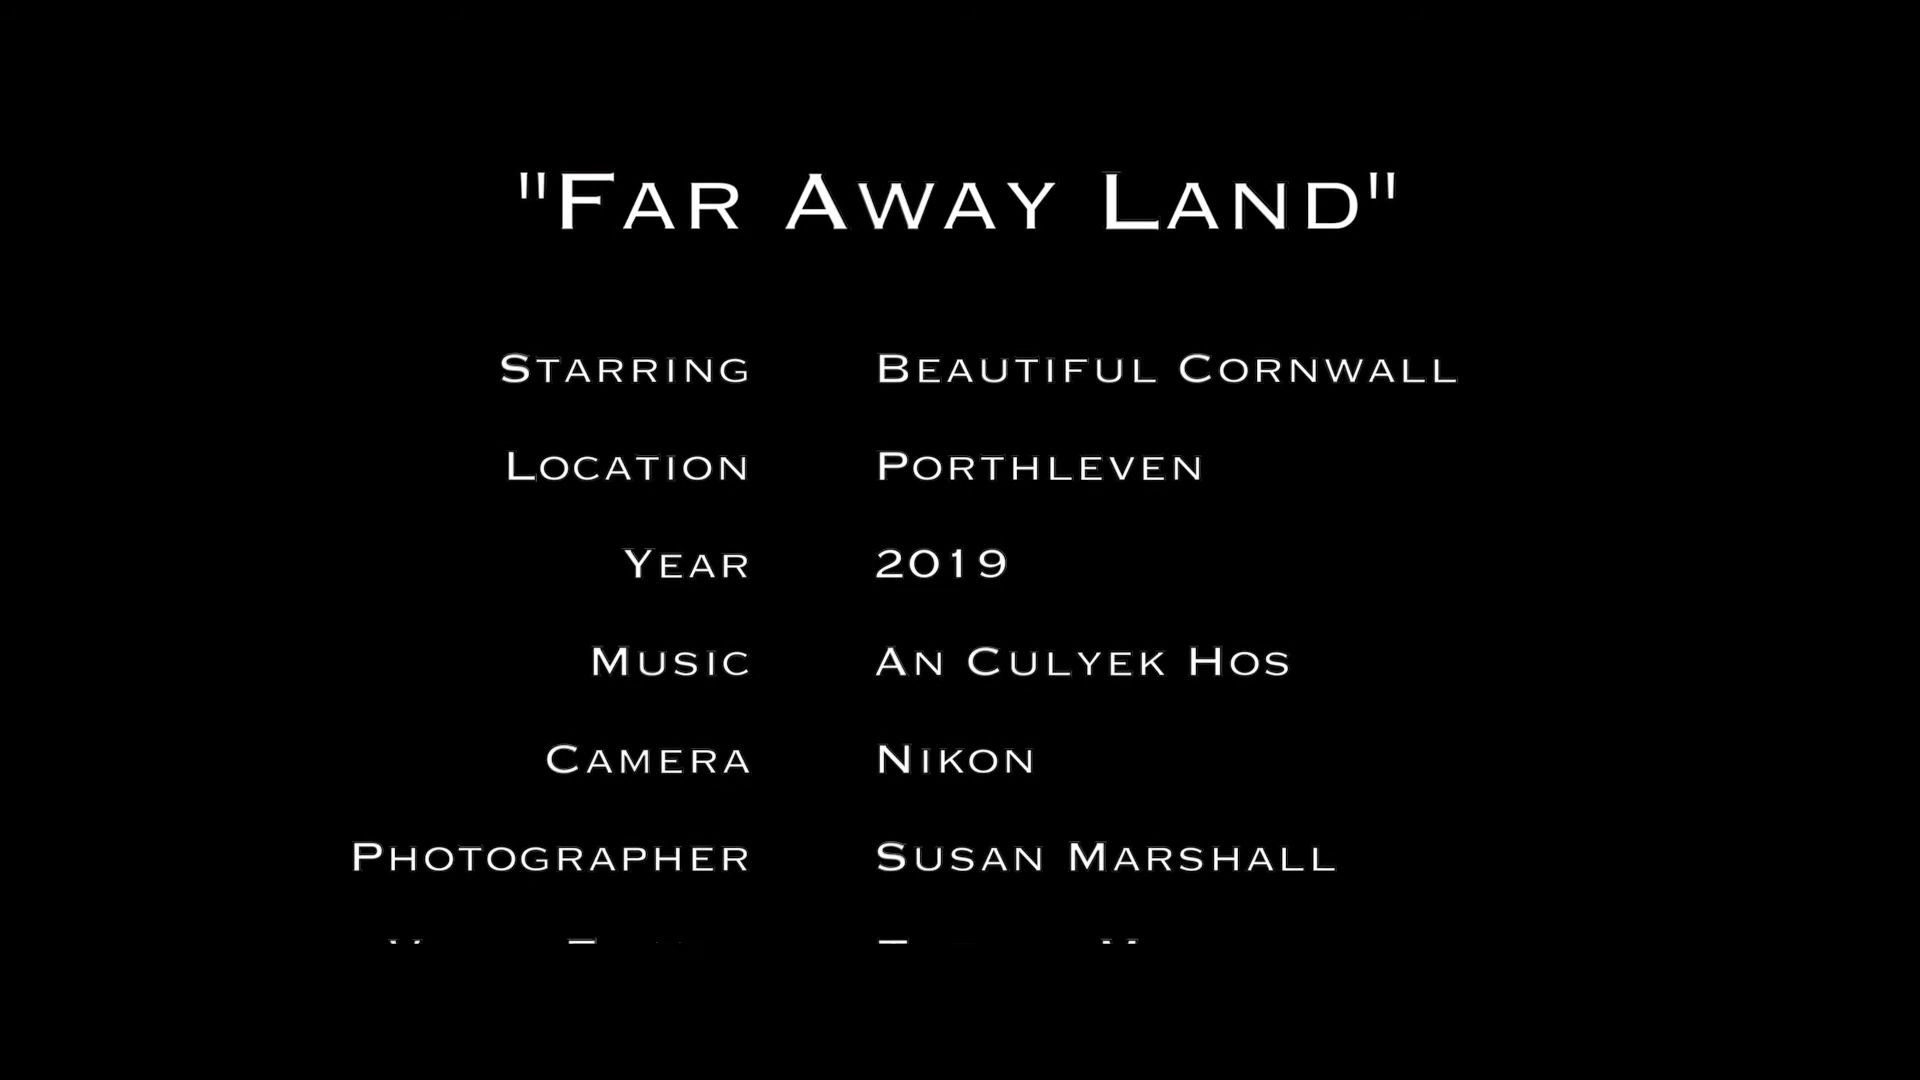 "Far Away Land"
Starring Beautiful Cornwall
Location Porthleven
Year 2019
Music An Culyek Hos
Camera Nikon
Photographer Susan Marshall